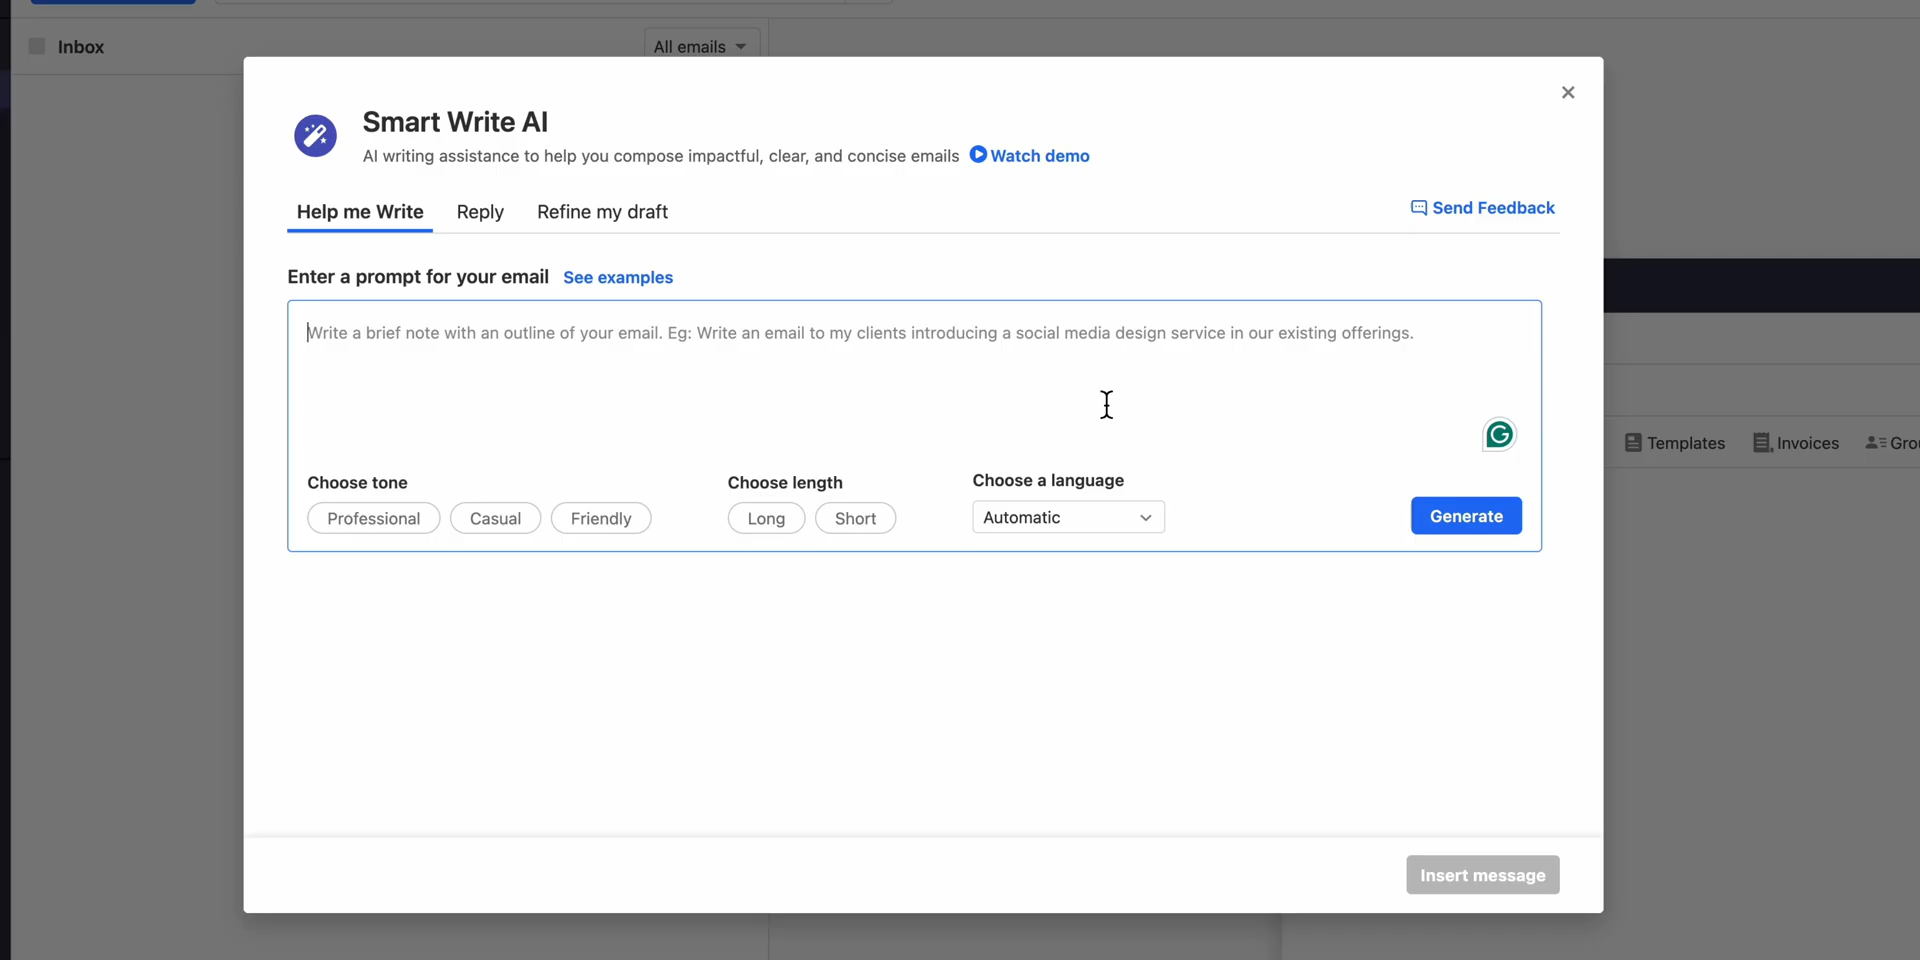 Inbox
All emails
Smart Write AI
AI writing assistance to help you compose impactful, clear, and concise emails Watch demo
Help me Write Reply Refine my draft
Send Feedback
Enter a prompt for your email See examples
Write a brief note with an outline of your email. Eg: Write an email to my clients introducing a social media design service in our existing offerings.
G
Templates Invoices Grou
Choose tone Choose length Choose a language
Professional Casual Friendly Long Short Automatic Generate
Insert message